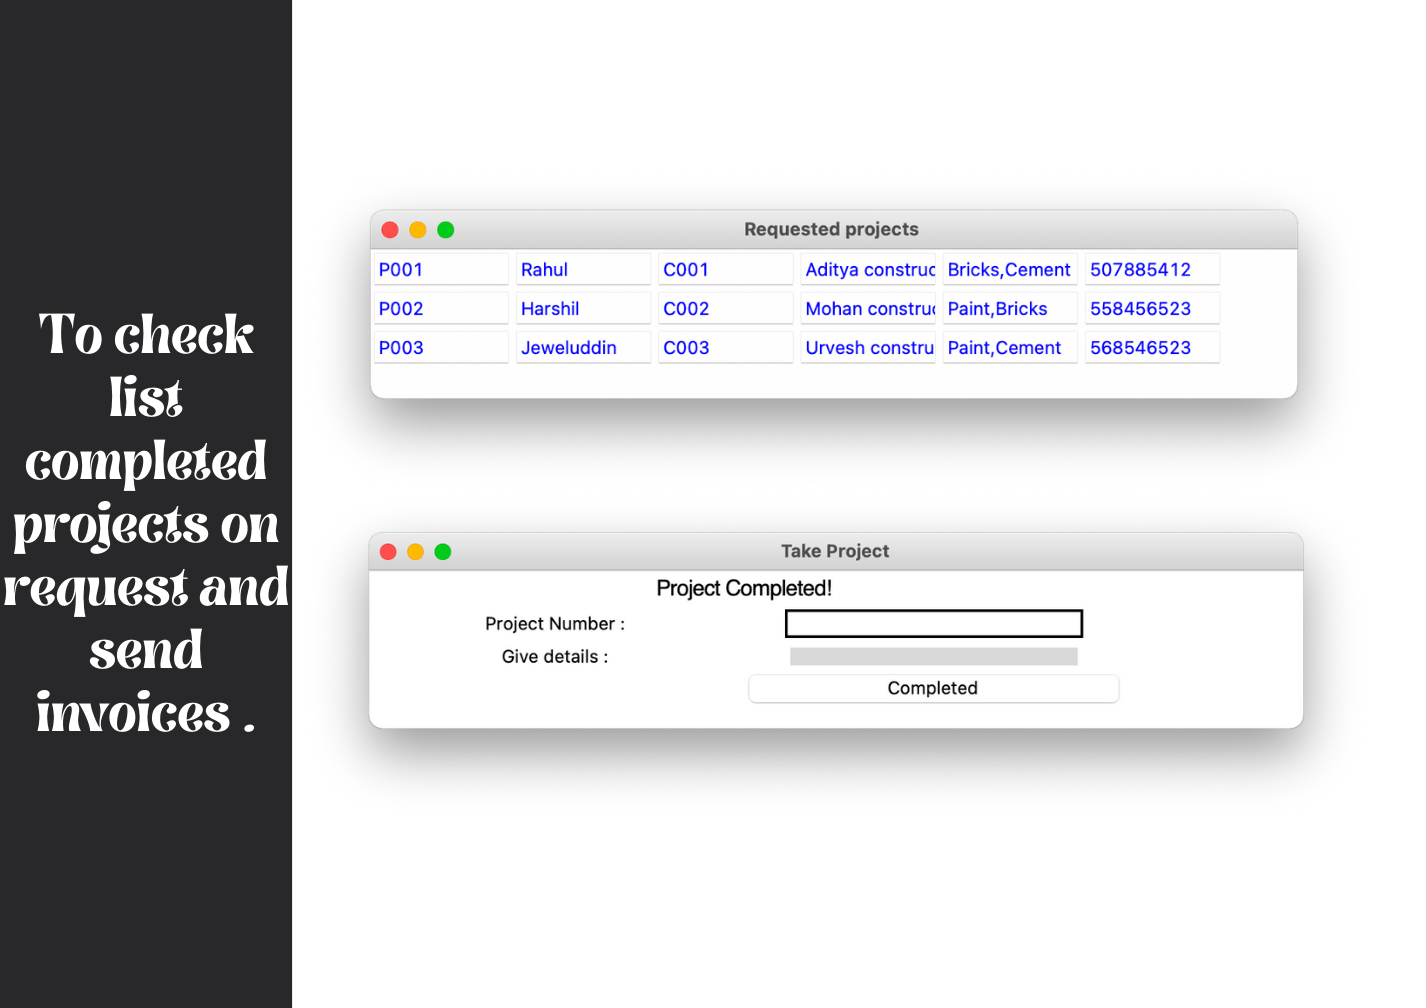 To check
list
completed
projects on
request and
send
invoices .
Requested projects
P001 Rahul C001 Aditya construc Bricks,Cement 507885412
P002 Harshil C002 Mohan construc Paint,Bricks 558456523
P003 Jeweluddin C003 Urvesh constru Paint,Cement 568546523
Take Project
Project Completed!
Project Number :
Give details :
Completed